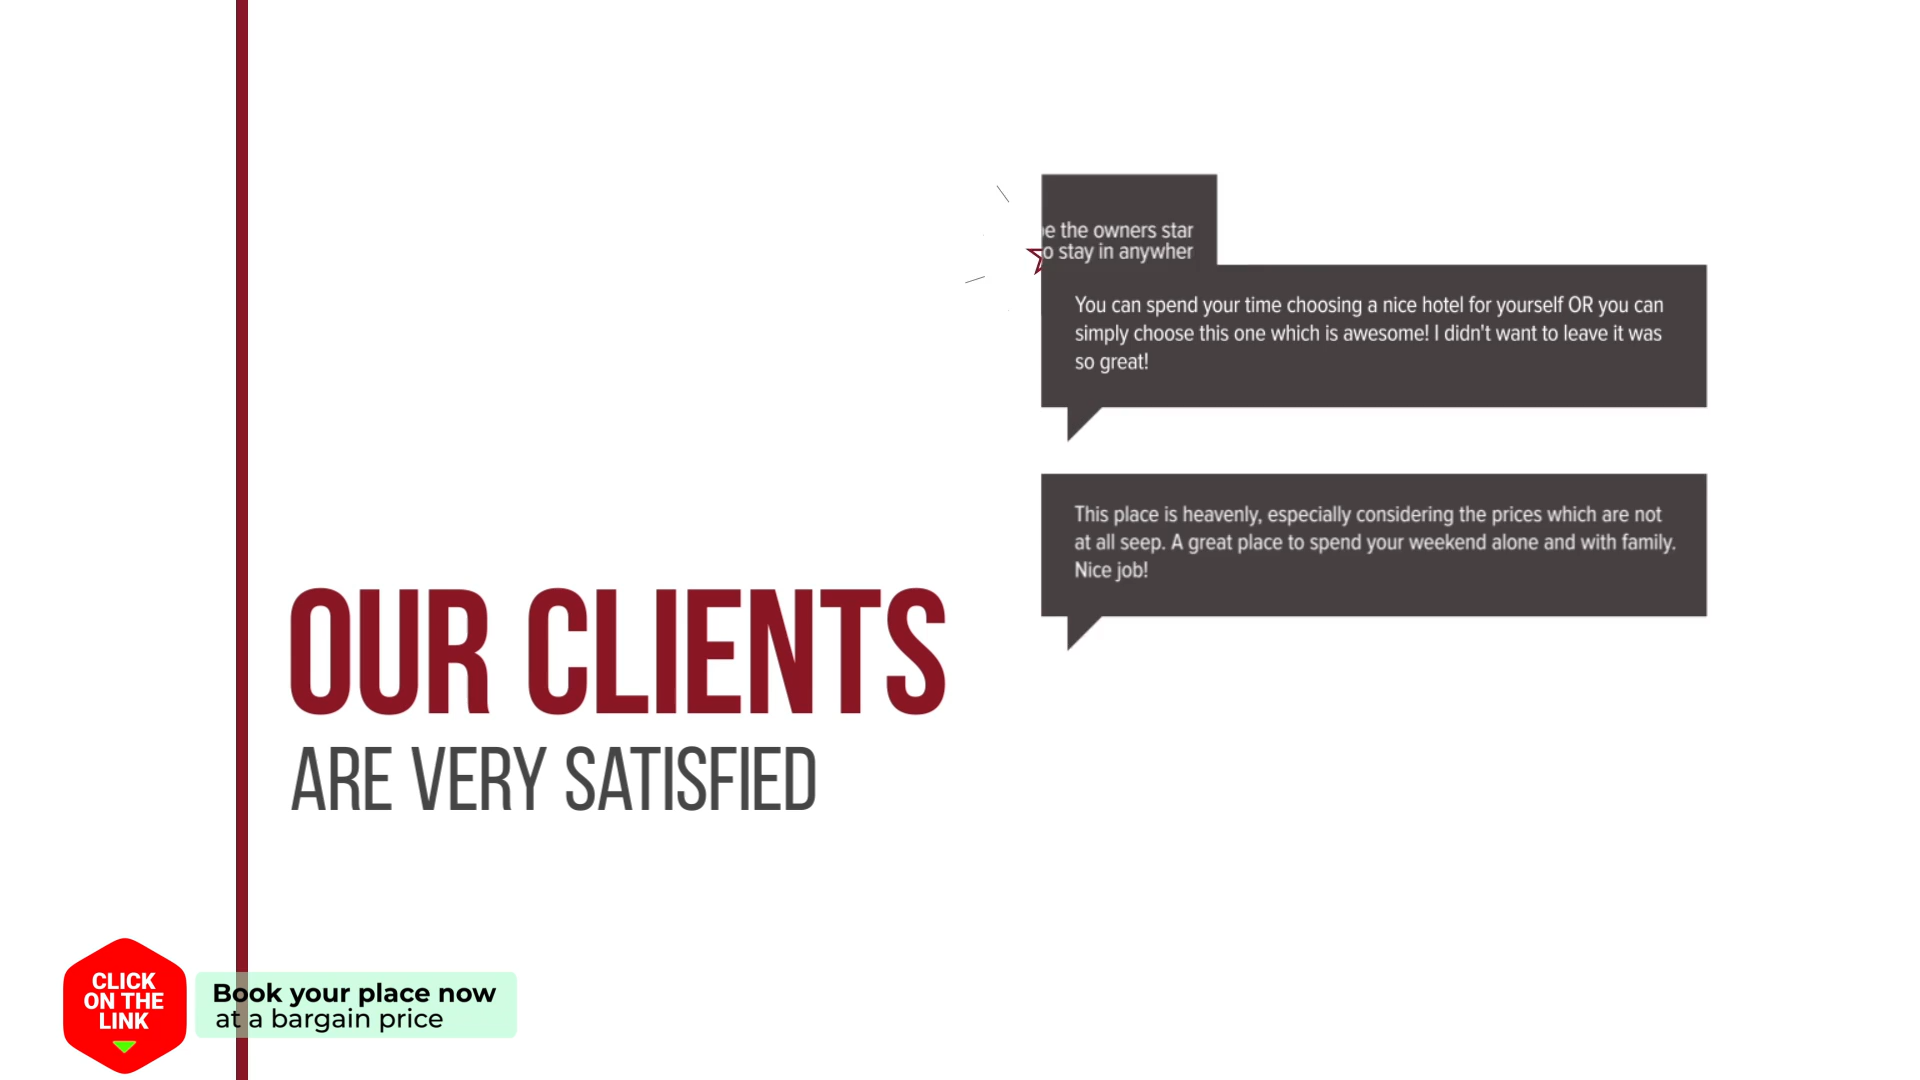 the owners star
stay in
You can spend your time choosing a nice hotel for yourself OR you can
simply choose this one which is awesome! I didn't want to leave it was
so great!
This place is heavenly, especially considering the prices which are not
at all seep. A great place to spend your weekend alone and with family.
Nice job!
OUR CLIENTS
ARE VERY SATISFIED
CLICK
ON THE
LINK
Book your place now
at a bargain price